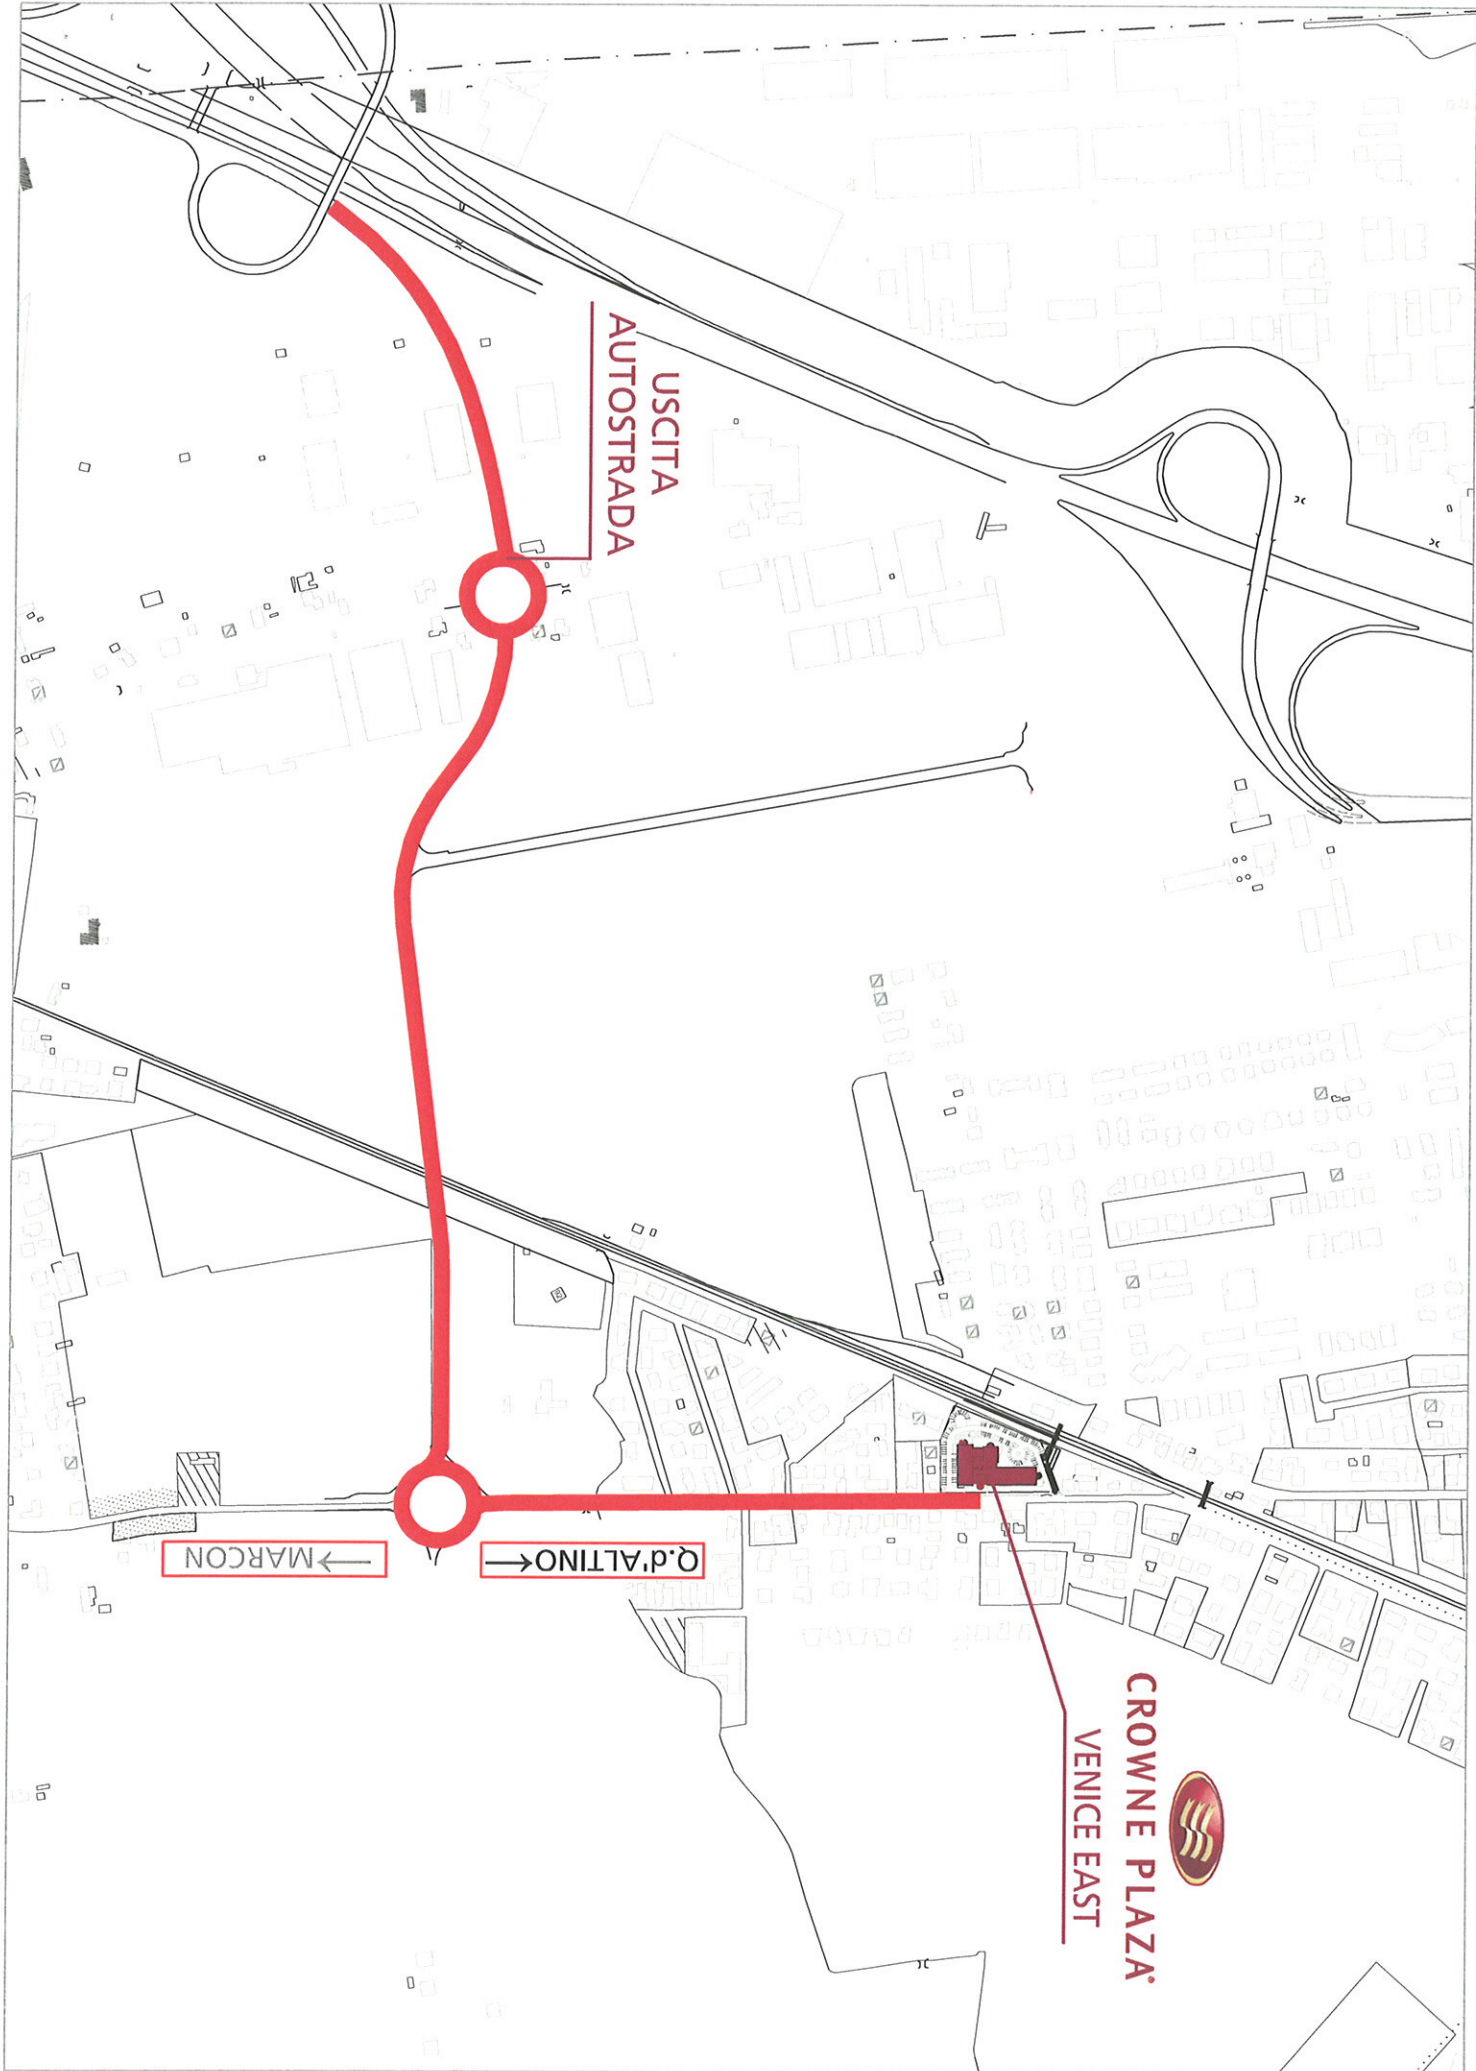 USCITA
AUTOSTRADA
CROWNE PLAZA®
VENICE EAST
Q.d'ALTINO
MARCON